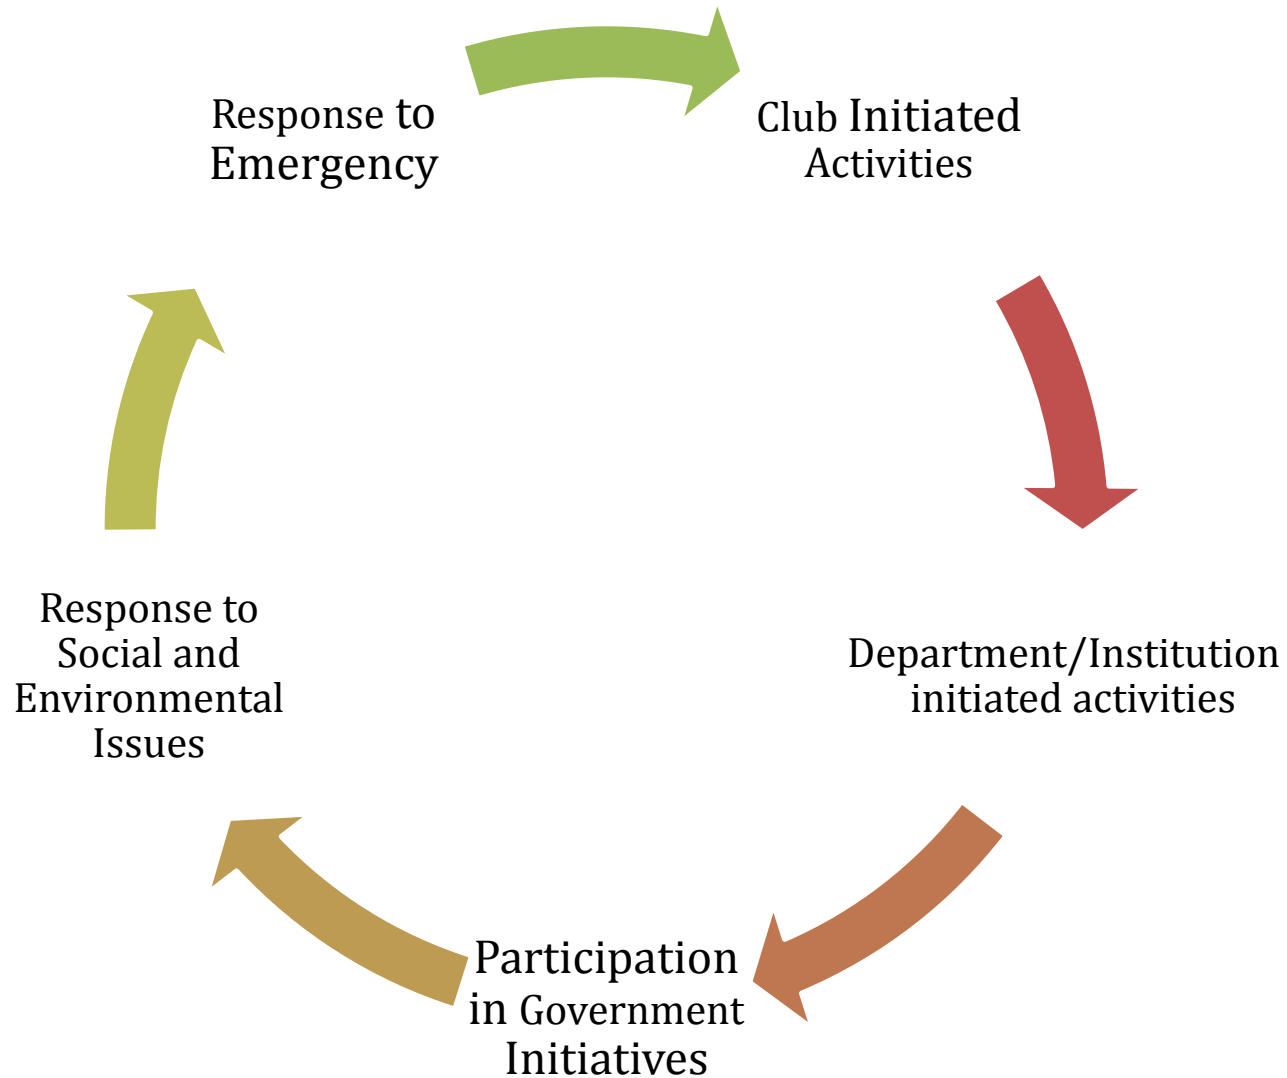 Response to
Emergency
Club Initiated
Activities
Department/Institution
initiated activities
Participation
in Government
Initiatives
Response to
Social and
Environmental
Issues